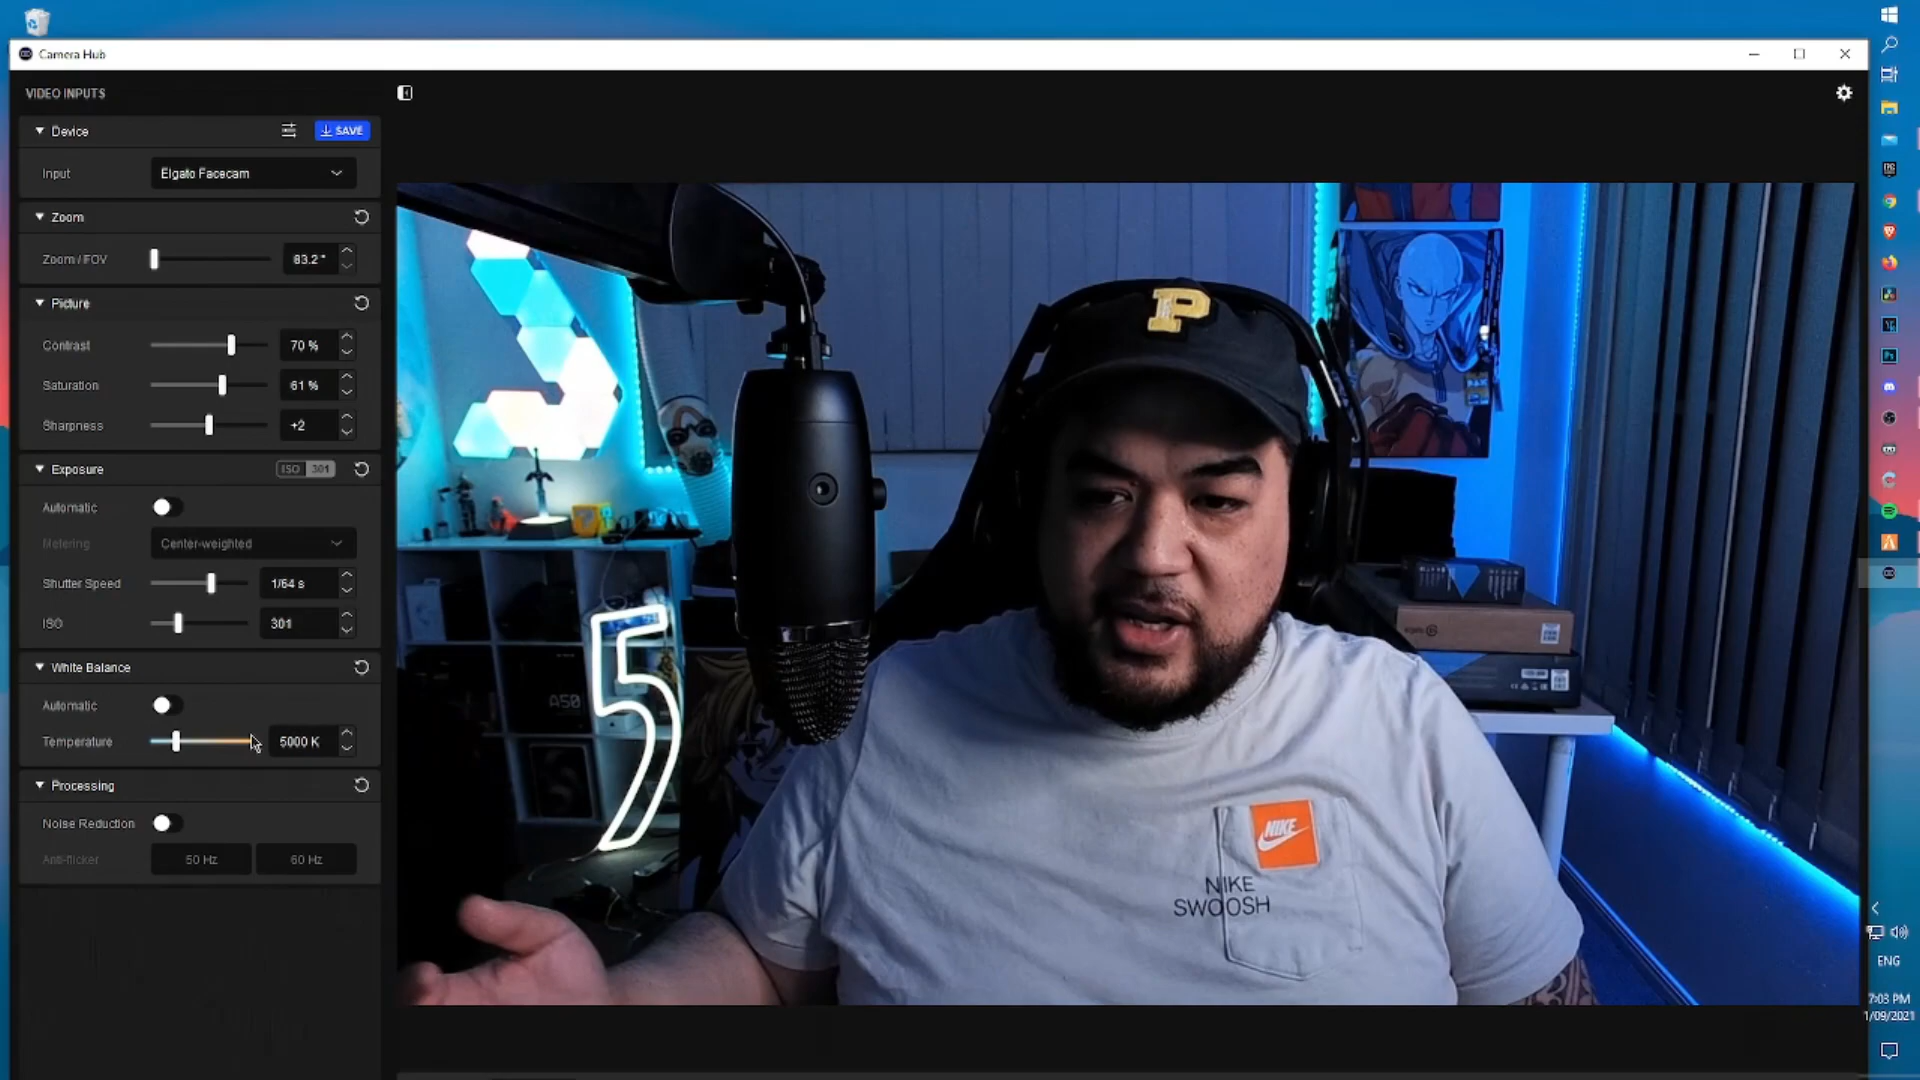 Camera Hub
VIDEO INPUTS
Device
SAVE
Input
Elgato Facecam
Zoom
Zoom / FOV
83.2 °
Picture
Contrast
70 %
Saturation
61 %
Sharpness
+2
Exposure
ISO 301
Automatic
Metering
Center-weighted
Shutter Speed
1/64 s
ISO
301
White Balance
Automatic
Temperature
5000 K
Processing
Noise Reduction
Anti-flicker
50 Hz
60 Hz
P
5
A50
NIKE
NIKE
SWOOSH
Ps
ENG
7:03 PM
1/09/2021